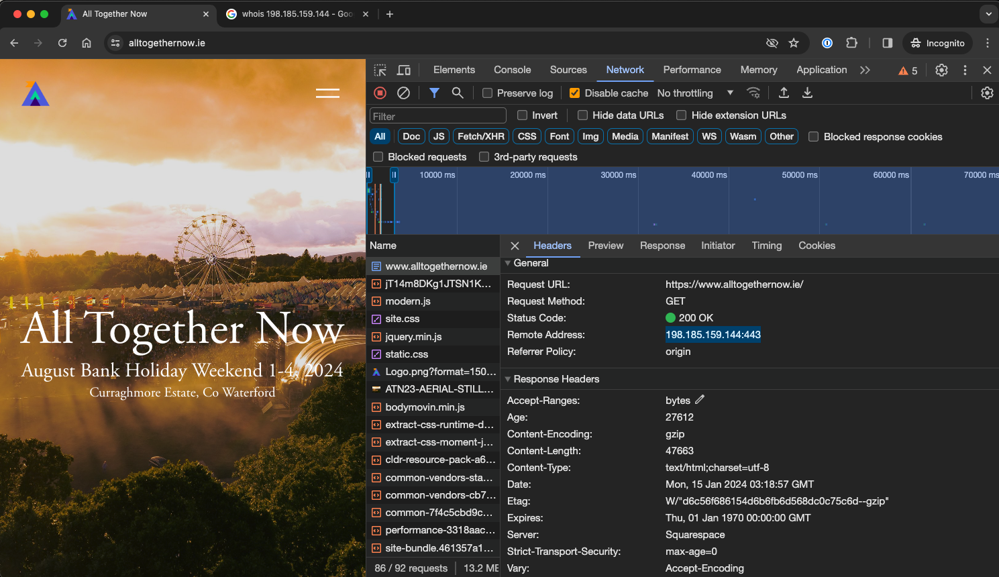 All Together Now
whois 198.185.159.144 - Goo
alltogethernow.ie
Incognito
All Together Now
August Bank Holiday Weekend 1-4, 2024
Curraghmore Estate, Co Waterford
Elements Console Sources Network Performance Memory Application 5
Preserve log Disable cache No throttling
Filter Invert Hide data URLs Hide extension URLs
All Doc JS Fetch/XHR CSS Font Img Media Manifest WS Wasm Other Blocked response cookies
Blocked requests 3rd-party requests
10000 ms 20000 ms 30000 ms 40000 ms 50000 ms 60000 ms 70000 ms
Name
www.alltogethernow.ie
jT14m8DKg1JTSN1K...
modern.js
site.css
jquery.min.js
static.css
Logo.png?format=150...
ATN23-AERIAL-STILL...
bodymovin.min.js
extract-css-runtime-d...
extract-css-moment-j...
cldr-resource-pack-a6...
common-vendors-sta...
common-vendors-cb7...
common-7f4c5cbd9c...
performance-3318aac...
site-bundle.461357a1...
86 / 92 requests 13.2 ME
Headers Preview Response Initiator Timing Cookies
General
Request URL: https://www.alltogethernow.ie/
Request Method: GET
Status Code: 200 OK
Remote Address: 198.185.159.144:443
Referrer Policy: origin
Response Headers
Accept-Ranges: bytes
Age: 27612
Content-Encoding: gzip
Content-Length: 47663
Content-Type: text/html;charset=utf-8
Date: Mon, 15 Jan 2024 03:18:57 GMT
Etag: W/"d6c56f686154d6b6fb6d568dc0c75c6d--gzip"
Expires: Thu, 01 Jan 1970 00:00:00 GMT
Server: Squarespace
Strict-Transport-Security: max-age=0
Vary: Accept-Encoding